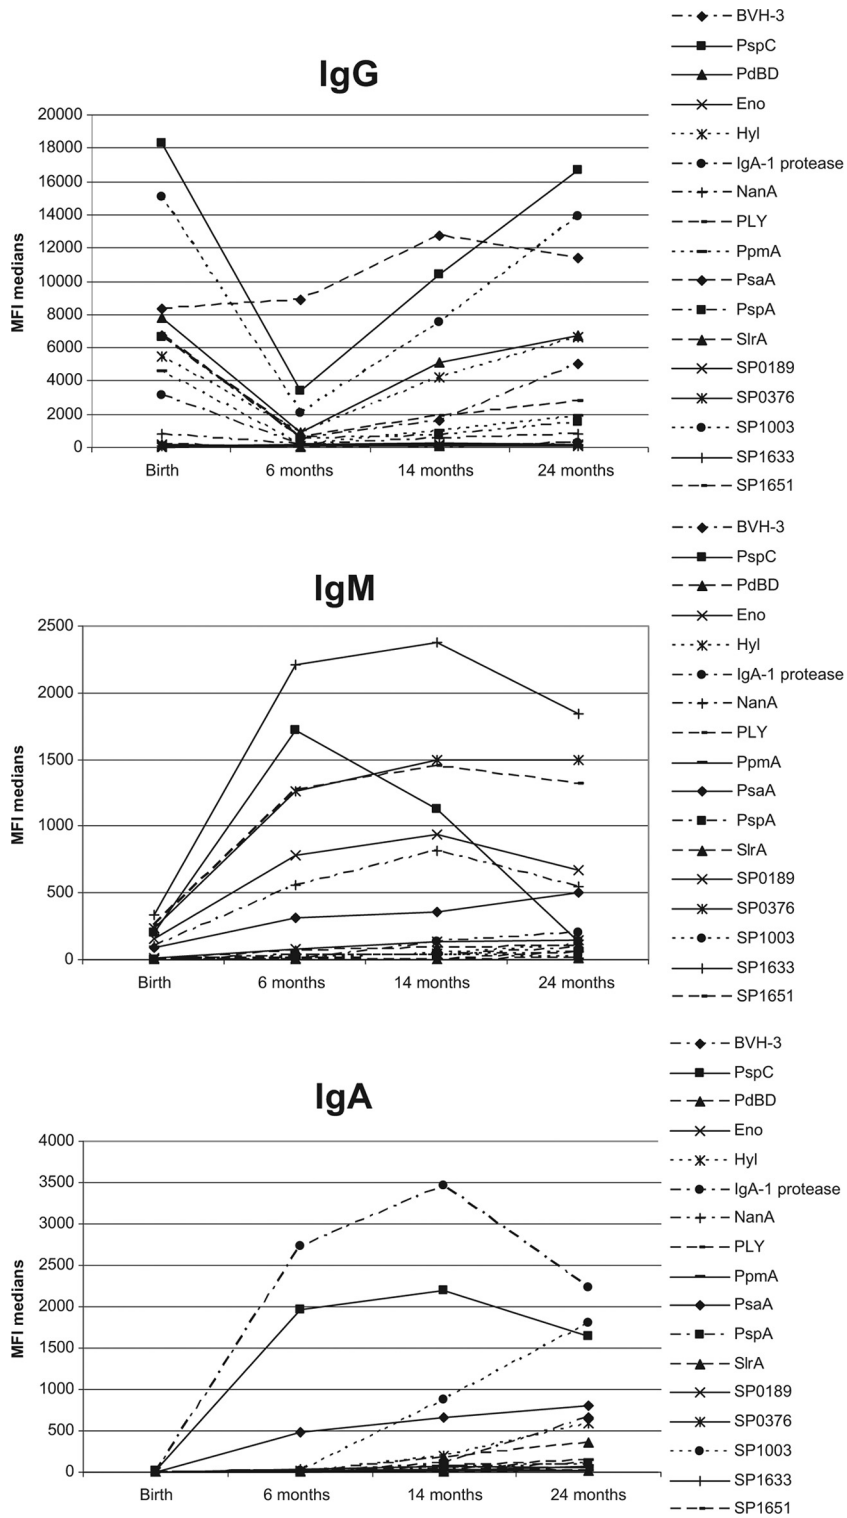 IgG
MFI medians
20000
18000
16000
14000
12000
10000
8000
6000
4000
2000
0
Birth
6 months
14 months
24 months
BVH-3
PspC
PdBD
Eno
Hyl
IgA-1 protease
NanA
PLY
PpmA
PsaA
PspA
SlrA
SP0189
SP0376
SP1003
SP1633
SP1651
IgM
MFI medians
2500
2000
1500
1000
500
0
Birth
6 months
14 months
24 months
BVH-3
PspC
PdBD
Eno
Hyl
IgA-1 protease
NanA
PLY
PpmA
PsaA
PspA
SlrA
SP0189
SP0376
SP1003
SP1633
SP1651
IgA
MFI medians
4000
3500
3000
2500
2000
1500
1000
500
0
Birth
6 months
14 months
24 months
BVH-3
PspC
PdBD
Eno
Hyl
IgA-1 protease
NanA
PLY
PpmA
PsaA
PspA
SlrA
SP0189
SP0376
SP1003
SP1633
SP1651